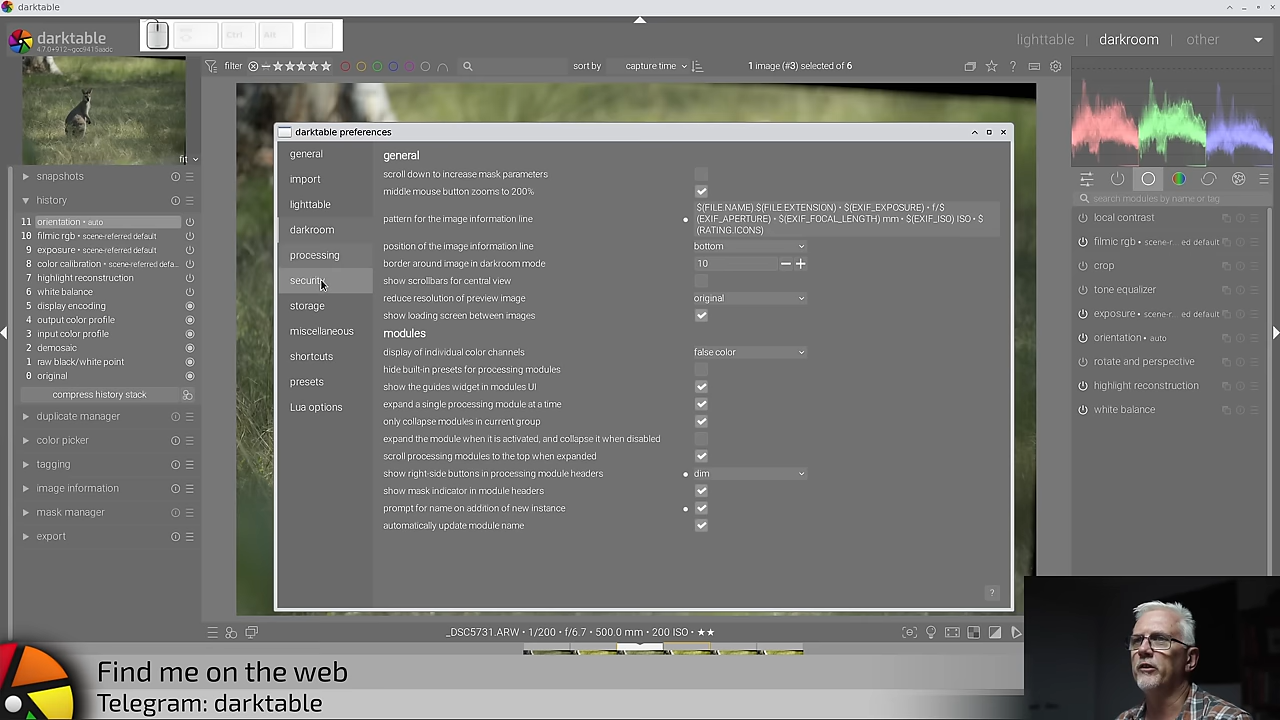 darktable
darktable
4.7.0+912~gcc9415aadc
Ctrl
Alt
lighttable | darkroom | other
filter
sort by
capture time
1 image (#3) selected of 6
fit
snapshots
history
11 orientation • auto
10 filmic rgb • scene-referred default
9 exposure • scene-referred default
8 color calibration • scene-referred defa...
7 highlight reconstruction
6 white balance
5 display encoding
4 output color profile
3 input color profile
2 demosaic
1 raw black/white point
0 original
compress history stack
duplicate manager
color picker
tagging
image information
mask manager
export
darktable preferences
general
import
lighttable
darkroom
processing
security
storage
miscellaneous
shortcuts
presets
Lua options
general
scroll down to increase mask parameters
middle mouse button zooms to 200%
pattern for the image information line
$(FILE.NAME).$(FILE.EXTENSION) • $(EXIF_EXPOSURE) • f/$
(EXIF_APERTURE) • $(EXIF_FOCAL_LENGTH) mm • $(EXIF_ISO) ISO • $
(RATING.ICONS)
position of the image information line
bottom
border around image in darkroom mode
10
show scrollbars for central view
reduce resolution of preview image
original
show loading screen between images
modules
display of individual color channels
false color
hide built-in presets for processing modules
show the guides widget in modules UI
expand a single processing module at a time
only collapse modules in current group
expand the module when it is activated, and collapse it when disabled
scroll processing modules to the top when expanded
show right-side buttons in processing module headers
dim
show mask indicator in module headers
prompt for name on addition of new instance
automatically update module name
?
search modules by name or tag
local contrast
filmic rgb • scene-r... ed default
crop
tone equalizer
exposure • scene-r... ed default
orientation • auto
rotate and perspective
highlight reconstruction
white balance
_DSC5731.ARW • 1/200 • f/6.7 • 500.0 mm • 200 ISO • ★★
Find me on the web
Telegram: darktable